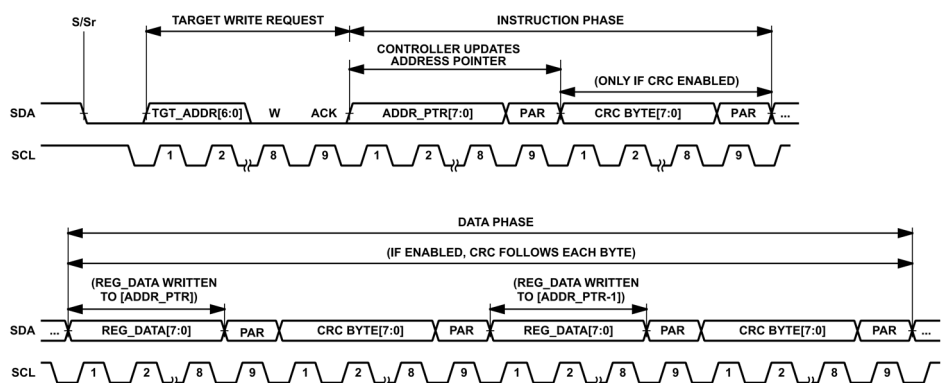 S/Sr
TARGET WRITE REQUEST
INSTRUCTION PHASE
CONTROLLER UPDATES
ADDRESS POINTER
(ONLY IF CRC ENABLED)
SDA TGT_ADDR[6:0] W ACK ADDR_PTR[7:0] PAR CRC BYTE[7:0] PAR ...
SCL 1 2 8 9 1 2 8 9 1 2 8 9
DATA PHASE
(IF ENABLED, CRC FOLLOWS EACH BYTE)
(REG_DATA WRITTEN
TO [ADDR_PTR])
(REG_DATA WRITTEN
TO [ADDR_PTR-1])
SDA ... REG_DATA[7:0] PAR CRC BYTE[7:0] PAR REG_DATA[7:0] PAR CRC BYTE[7:0] PAR ...
SCL 1 2 8 9 1 2 8 9 1 2 8 9 1 2 8 9